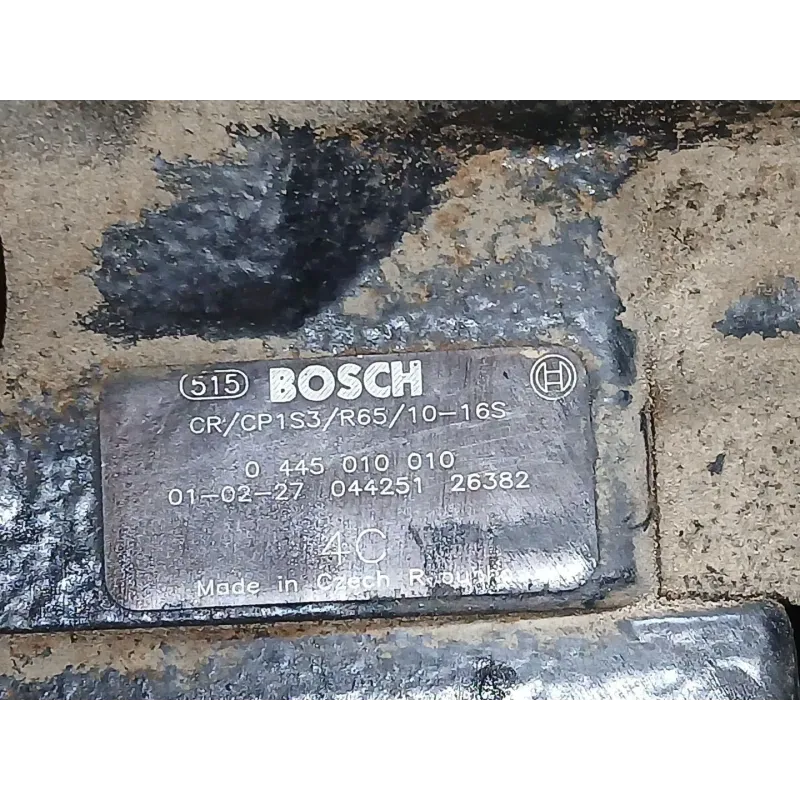 515 BOSCH
CR/CP1S3/R65/10-16S
0 445 010 010
01-02-27 044251 26382
4C
Made in Czech